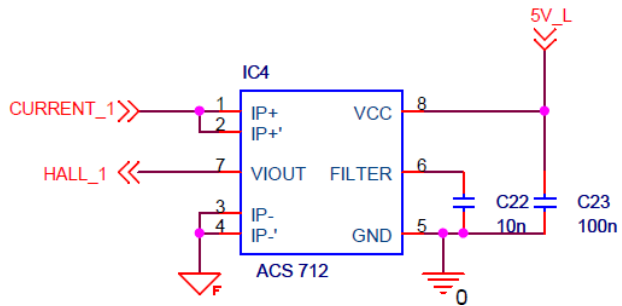 5V_L
IC4
CURRENT_1
1 IP+ VCC 8
2 IP+'
HALL_1 7 VIOUT FILTER 6
3 IP- C22 C23
4 IP-' GND 5 10n 100n
ACS 712
F 0